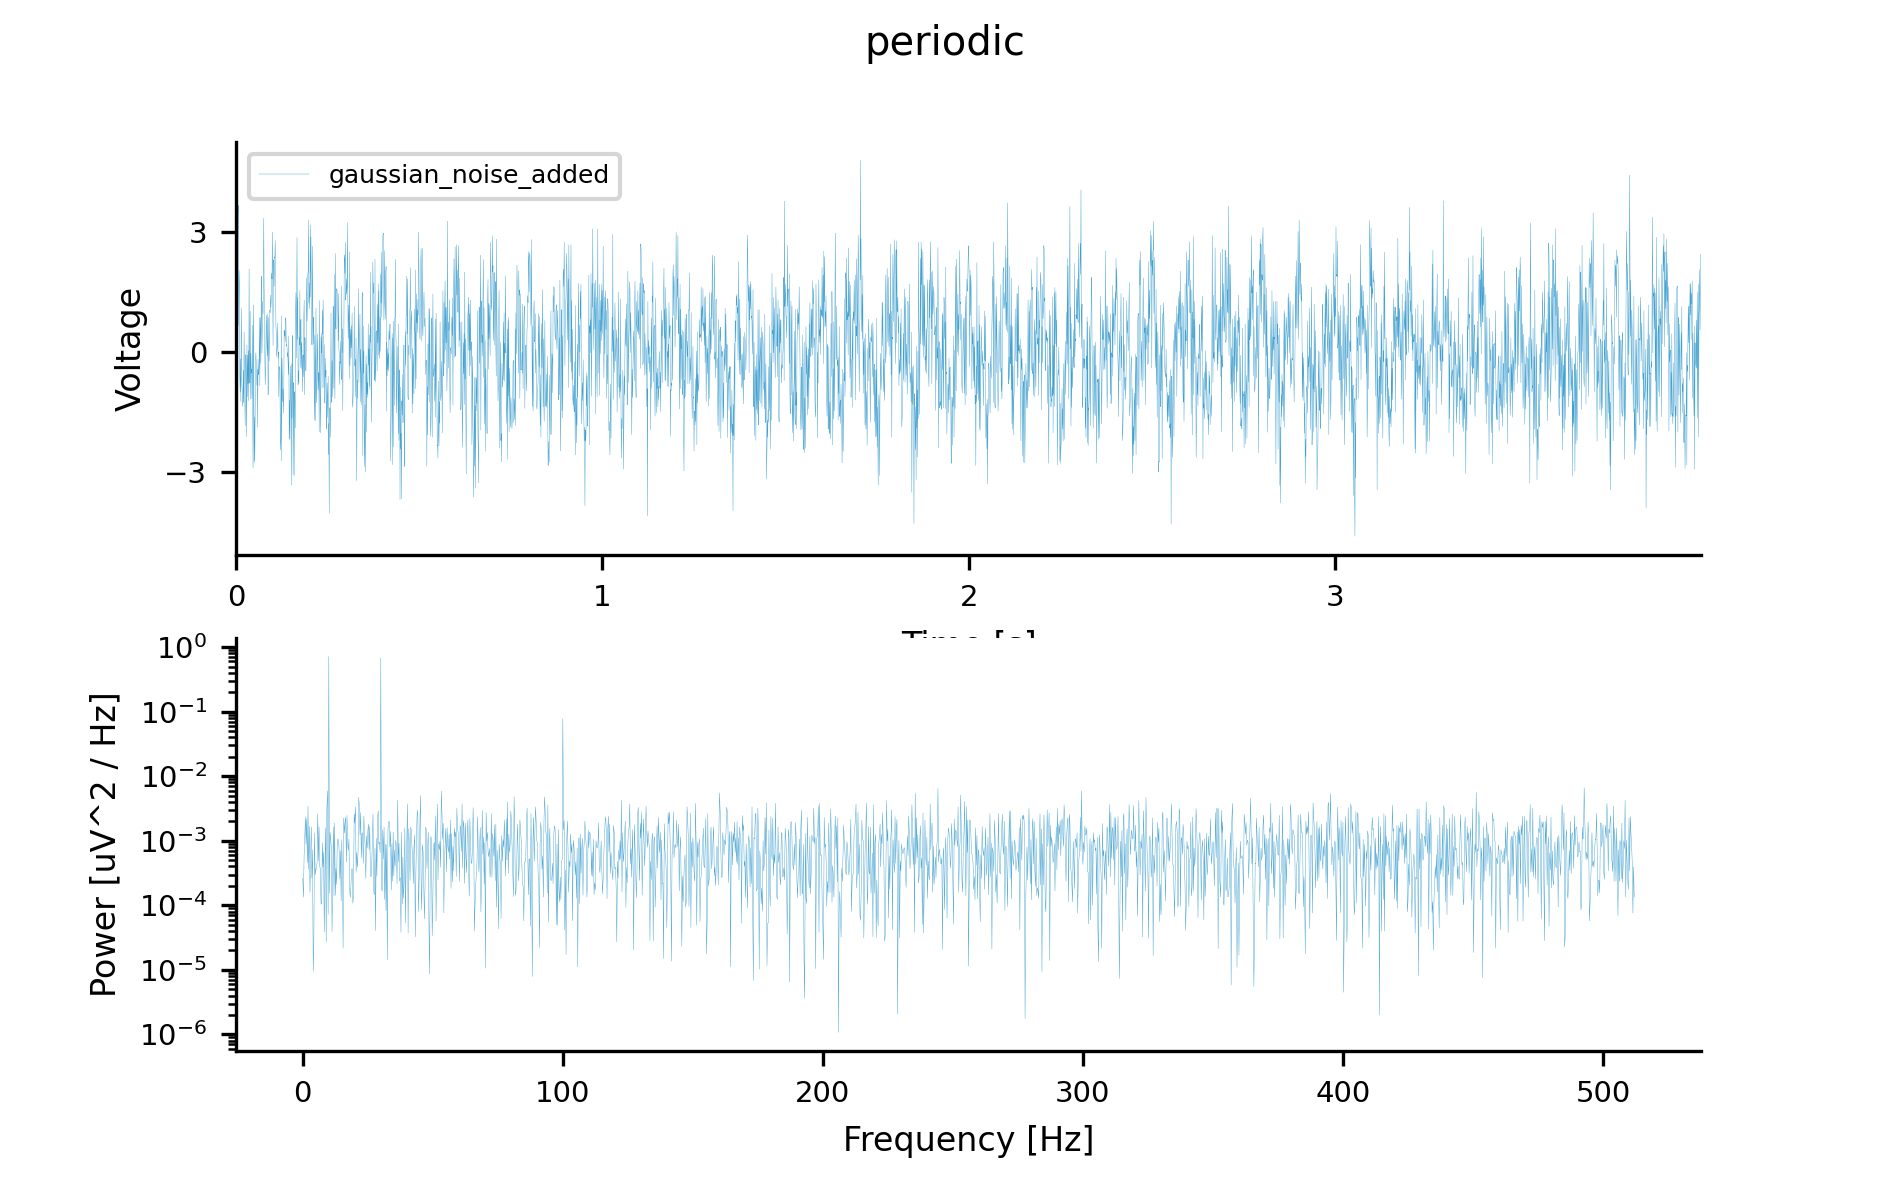 periodic
gaussian_noise_added
Voltage
3
0
−3
0 1 2 3
Time [s]
Power [uV^2 / Hz]
10^0
10^−1
10^−2
10^−3
10^−4
10^−5
10^−6
0 100 200 300 400 500
Frequency [Hz]